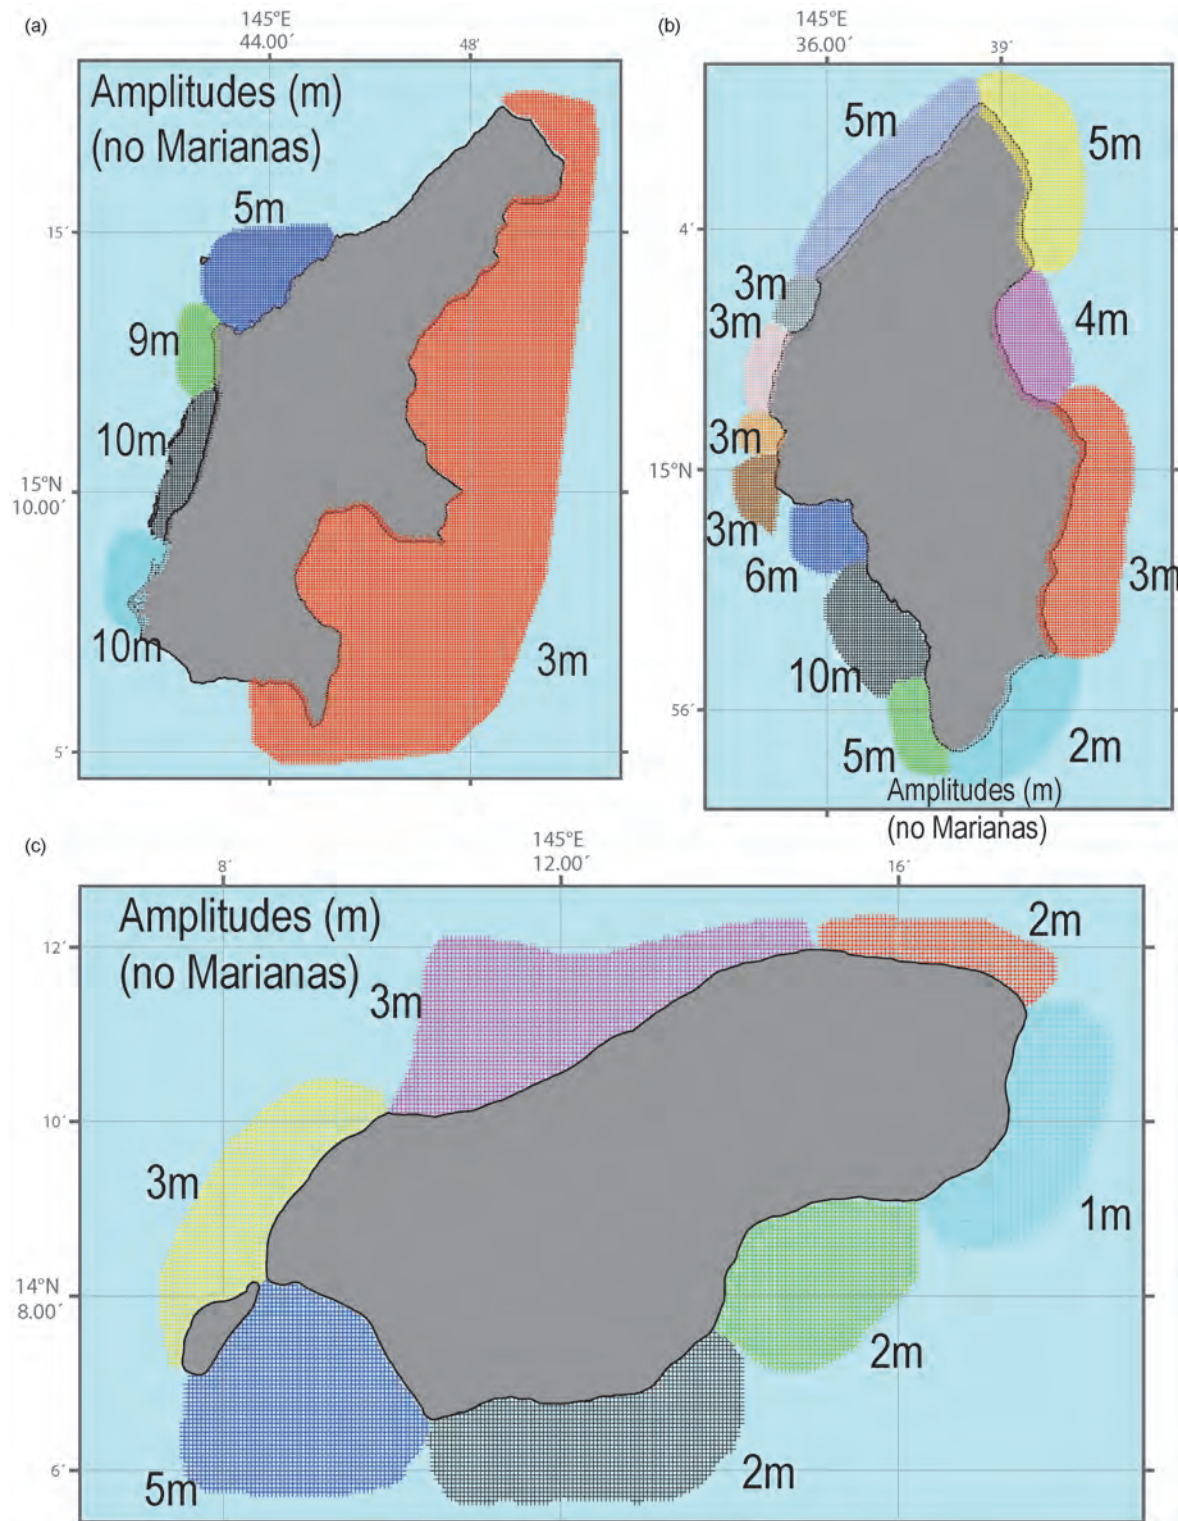 (a)
145°E
44.00´
48´
Amplitudes (m)
(no Marianas)
5m
15´
9m
10m
15°N
10.00´
10m
3m
5´
(b)
145°E
36.00´
39´
5m
5m
4´
3m
3m
4m
3m
15°N
3m
6m
3m
10m
56´
5m
2m
Amplitudes (m)
(no Marianas)
(c)
145°E
12.00´
8´
16´
Amplitudes (m)
(no Marianas)
2m
12´
3m
10´
3m
1m
14°N
8.00´
2m
6´
5m
2m